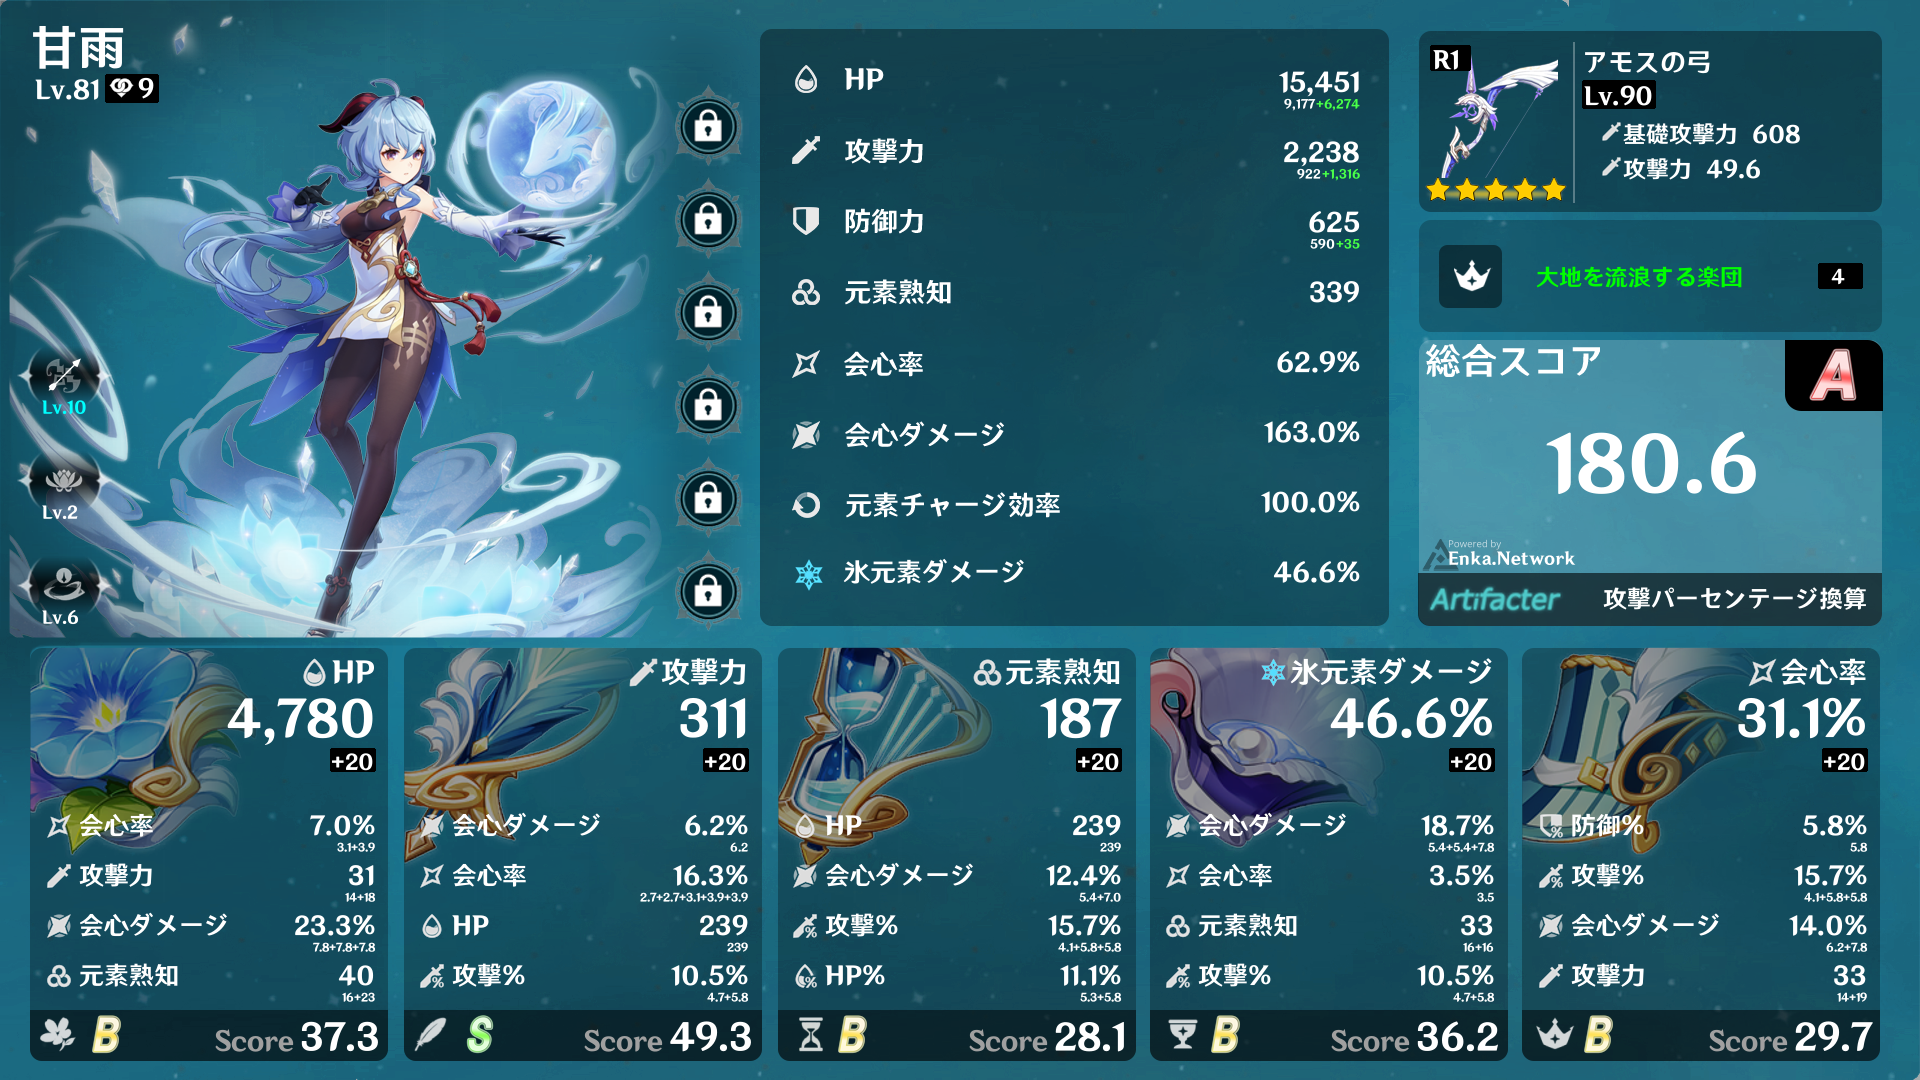 甘雨
Lv.81 9
Lv.10
Lv.2
Lv.6
HP 15,451
9,177+6,274
攻撃力 2,238
922+1,316
防御力 625
590+35
元素熟知 339
会心率 62.9%
会心ダメージ 163.0%
元素チャージ効率 100.0%
氷元素ダメージ 46.6%
R1
アモスの弓
Lv.90
基礎攻撃力 608
攻撃力 49.6
大地を流浪する楽団 4
総合スコア A
180.6
Powered by
Enka.Network
Artifacter 攻撃パーセンテージ換算
HP
4,780
+20
会心率 7.0%
3.1+3.9
攻撃力 31
14+18
会心ダメージ 23.3%
7.8+7.8+7.8
元素熟知 40
16+23
B Score 37.3
攻撃力
311
+20
会心ダメージ 6.2%
6.2
会心率 16.3%
2.7+2.7+3.1+3.9+3.9
HP 239
239
攻撃% 10.5%
4.7+5.8
S Score 49.3
元素熟知
187
+20
HP 239
239
会心ダメージ 12.4%
5.4+7.0
攻撃% 15.7%
4.1+5.8+5.8
HP% 11.1%
5.3+5.8
B Score 28.1
氷元素ダメージ
46.6%
+20
会心ダメージ 18.7%
5.4+5.4+7.8
会心率 3.5%
3.5
元素熟知 33
16+16
攻撃% 10.5%
4.7+5.8
B Score 36.2
会心率
31.1%
+20
防御% 5.8%
5.8
攻撃% 15.7%
4.1+5.8+5.8
会心ダメージ 14.0%
6.2+7.8
攻撃力 33
14+19
B Score 29.7